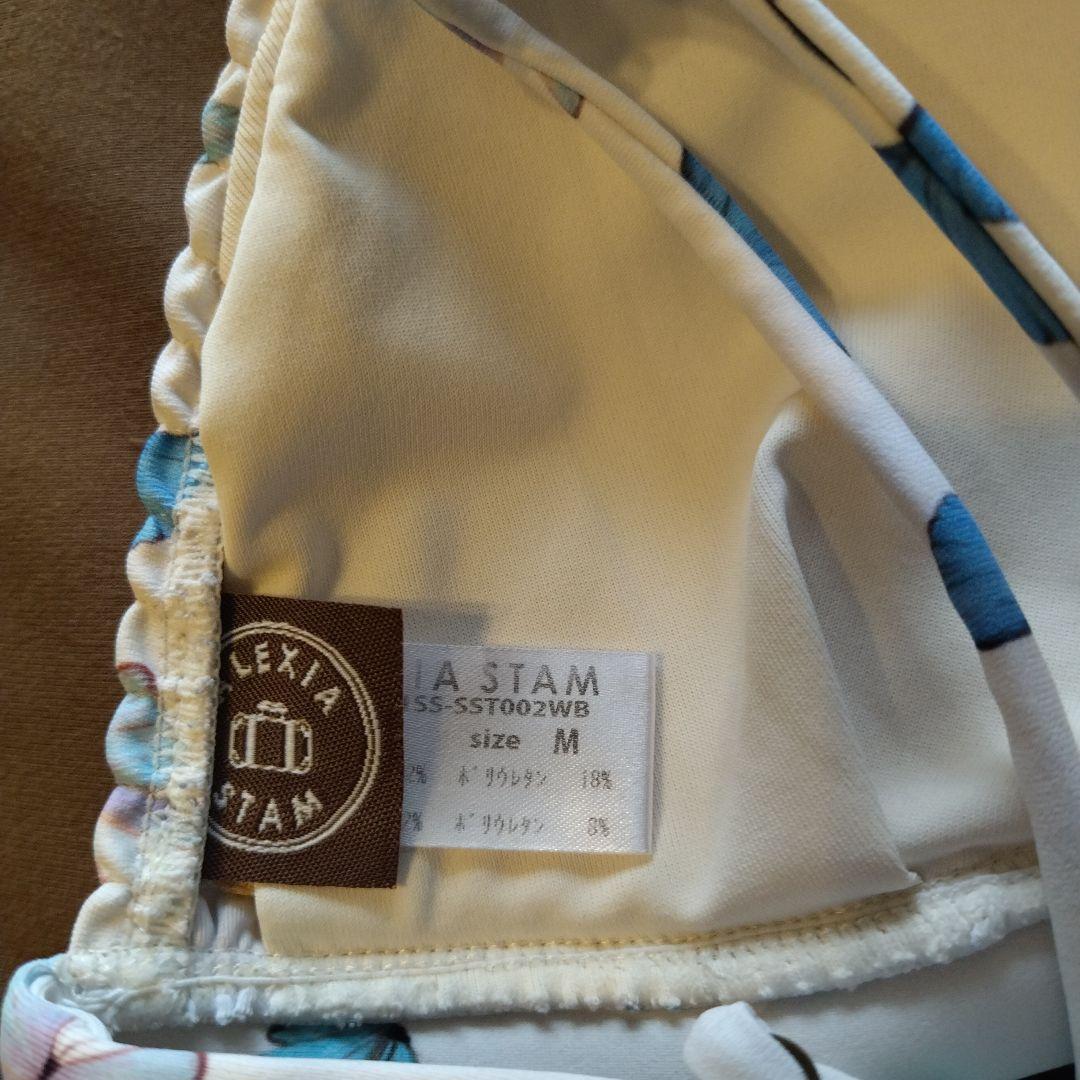 ALEXIA
STAM
IA STAM
SS-SST002WB
size M
2% ポリウレタン 18%
2% ポリウレタン 8%